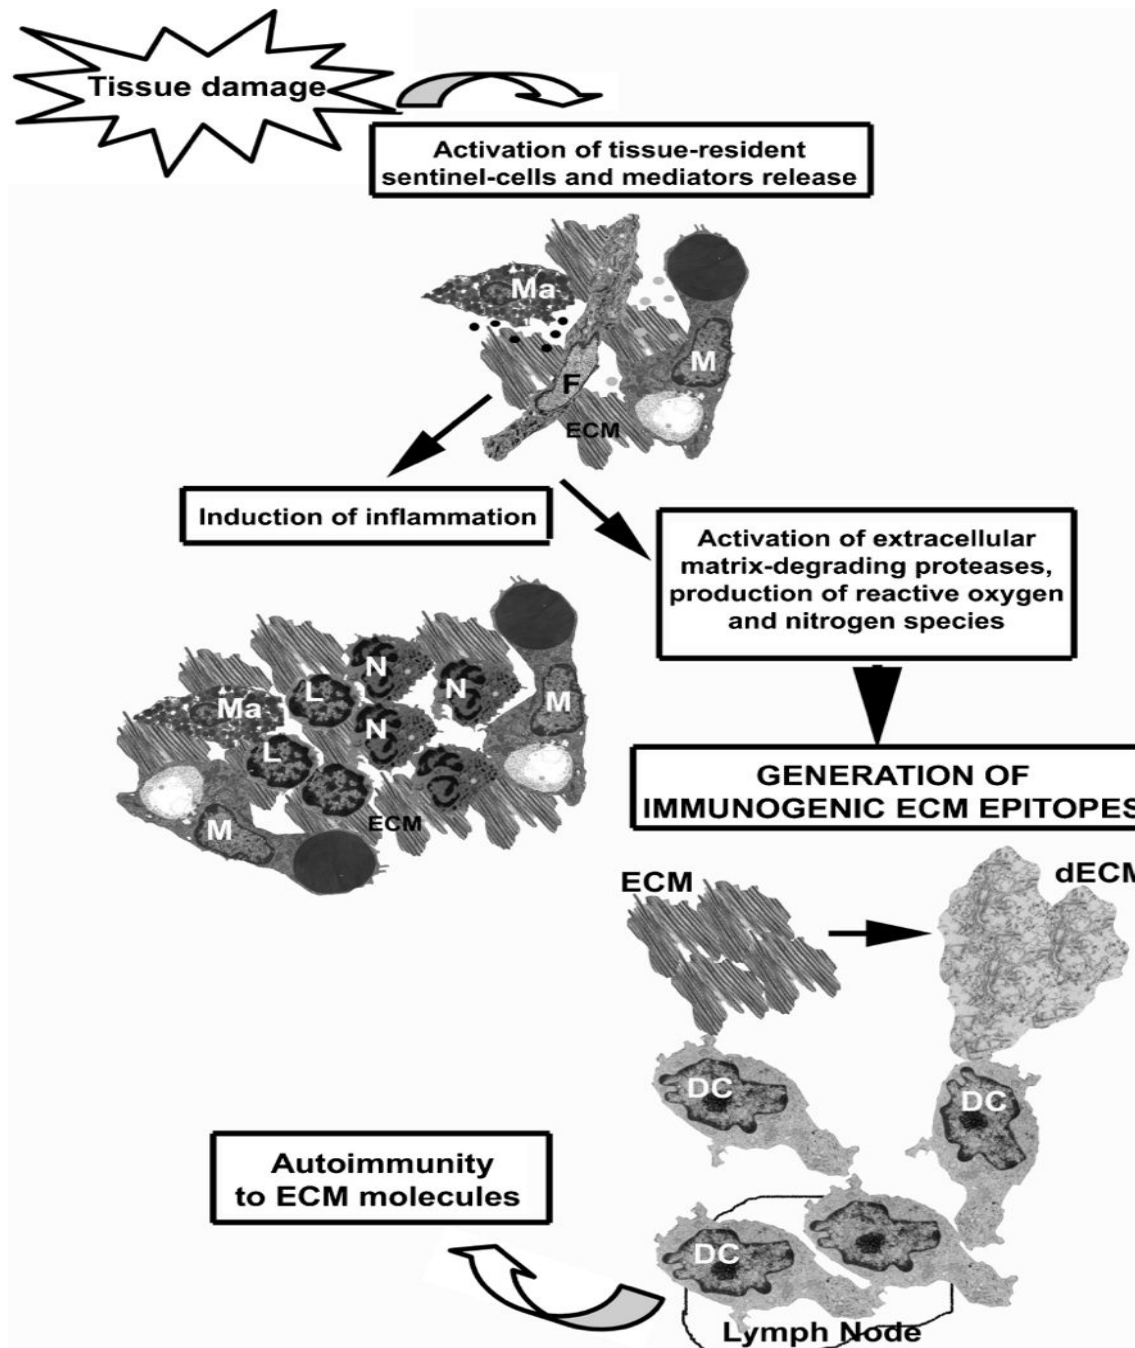 Tissue damage
Activation of tissue-resident
sentinel-cells and mediators release
Ma
M
F
ECM
Induction of inflammation
Activation of extracellular
matrix-degrading proteases,
production of reactive oxygen
and nitrogen species
N
L
N
M
Ma
N
L
ECM
M
GENERATION OF
IMMUNOGENIC ECM EPITOPES
ECM
dECM
DC
DC
Autoimmunity
to ECM molecules
DC
Lymph Node